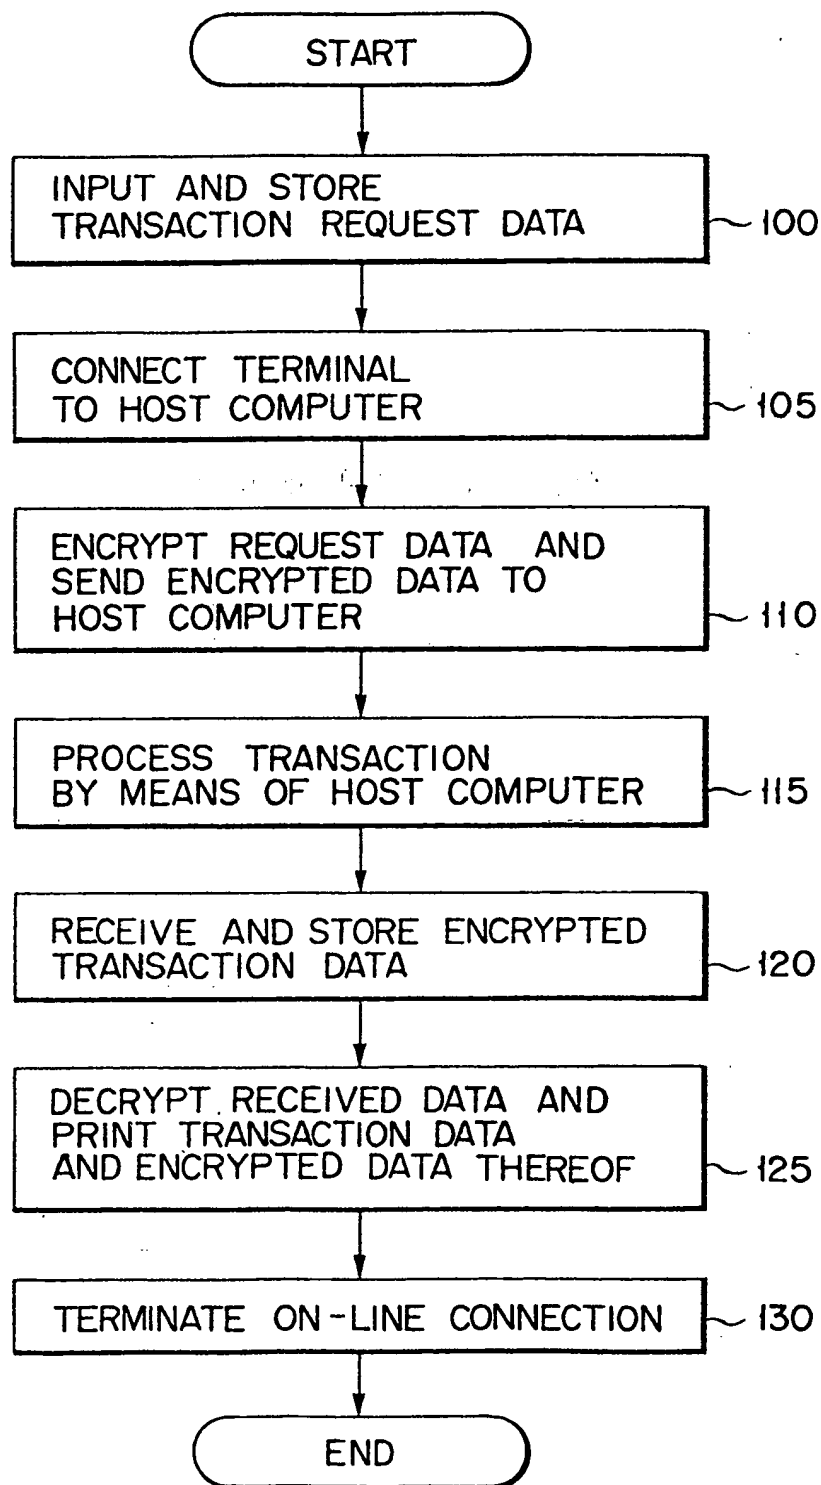 START
INPUT AND STORE
TRANSACTION REQUEST DATA
100
CONNECT TERMINAL
TO HOST COMPUTER
105
ENCRYPT REQUEST DATA AND
SEND ENCRYPTED DATA TO
HOST COMPUTER
110
PROCESS TRANSACTION
BY MEANS OF HOST COMPUTER
115
RECEIVE AND STORE ENCRYPTED
TRANSACTION DATA
120
DECRYPT RECEIVED DATA AND
PRINT TRANSACTION DATA
AND ENCRYPTED DATA THEREOF
125
TERMINATE ON-LINE CONNECTION
130
END